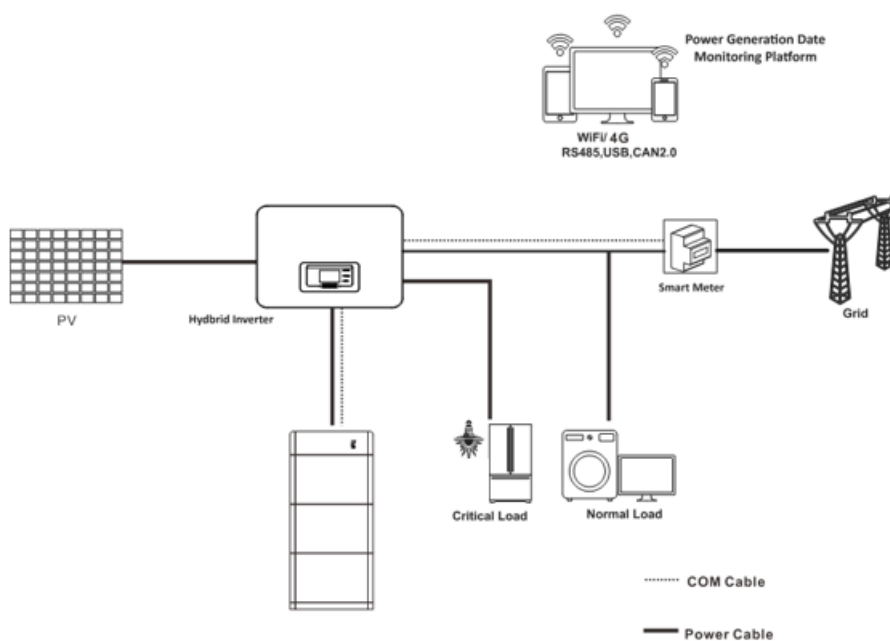 Power Generation Date
Monitoring Platform
WiFi/ 4G
RS485,USB,CAN2.0
PV
Hydbrid Inverter
Smart Meter
Grid
Critical Load
Normal Load
COM Cable
Power Cable